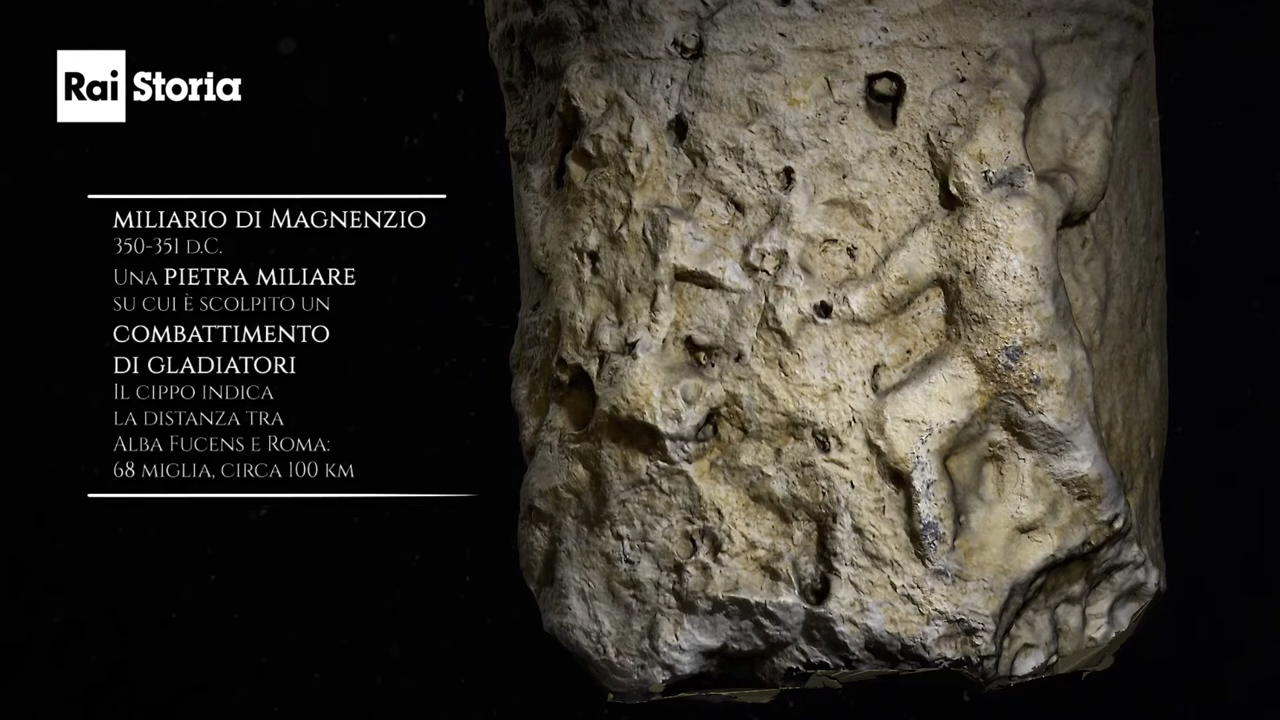 Rai Storia
MILIARIO DI MAGNENZIO
350-351 D.C.
UNA PIETRA MILIARE
SU CUI È SCOLPITO UN
COMBATTIMENTO
DI GLADIATORI
IL CIPPO INDICA
LA DISTANZA TRA
ALBA FUCENS E ROMA:
68 MIGLIA, CIRCA 100 KM